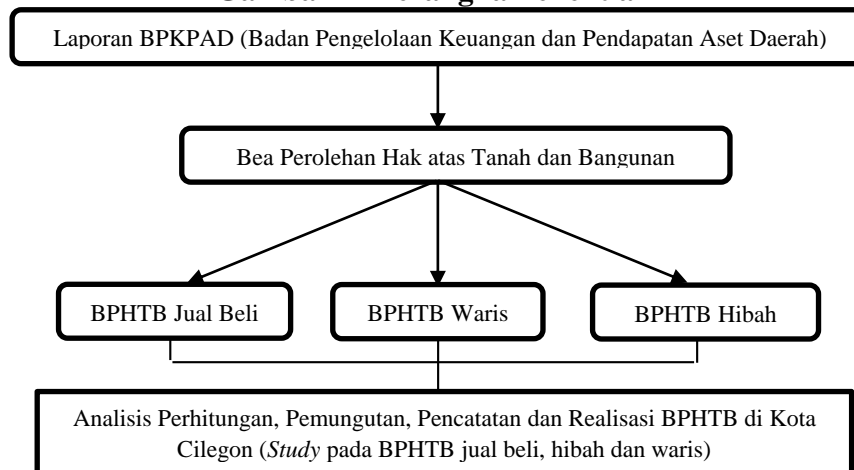 Laporan BPKPAD (Badan Pengelolaan Keuangan dan Pendapatan Aset Daerah)
Bea Perolehan Hak atas Tanah dan Bangunan
BPHTB Jual Beli
BPHTB Waris
BPHTB Hibah
Analisis Perhitungan, Pemungutan, Pencatatan dan Realisasi BPHTB di Kota
Cilegon (Study pada BPHTB jual beli, hibah dan waris)